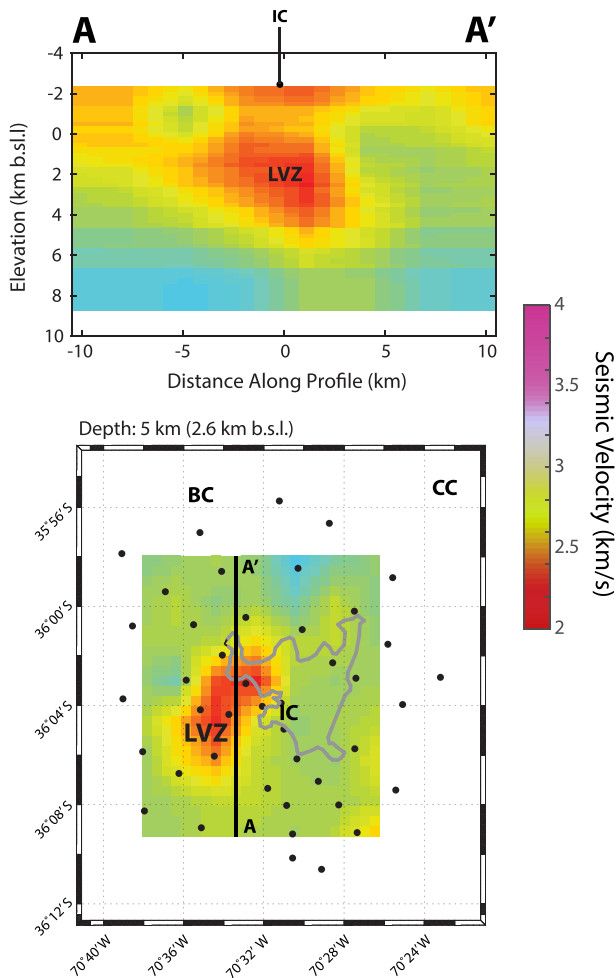 IC
A
A′
-4
-2
0
2
4
6
8
10
Elevation (km b.s.l.l)
LVZ
-10
-5
0
5
10
Distance Along Profile (km)
4
3.5
3
2.5
2
Seismic Velocity (km/s)
Depth: 5 km (2.6 km b.s.l.)
BC
CC
A′
IC
LVZ
A
35°56′S
36°00′S
36°04′S
36°08′S
36°12′S
70°40′W
70°36′W
70°32′W
70°28′W
70°24′W